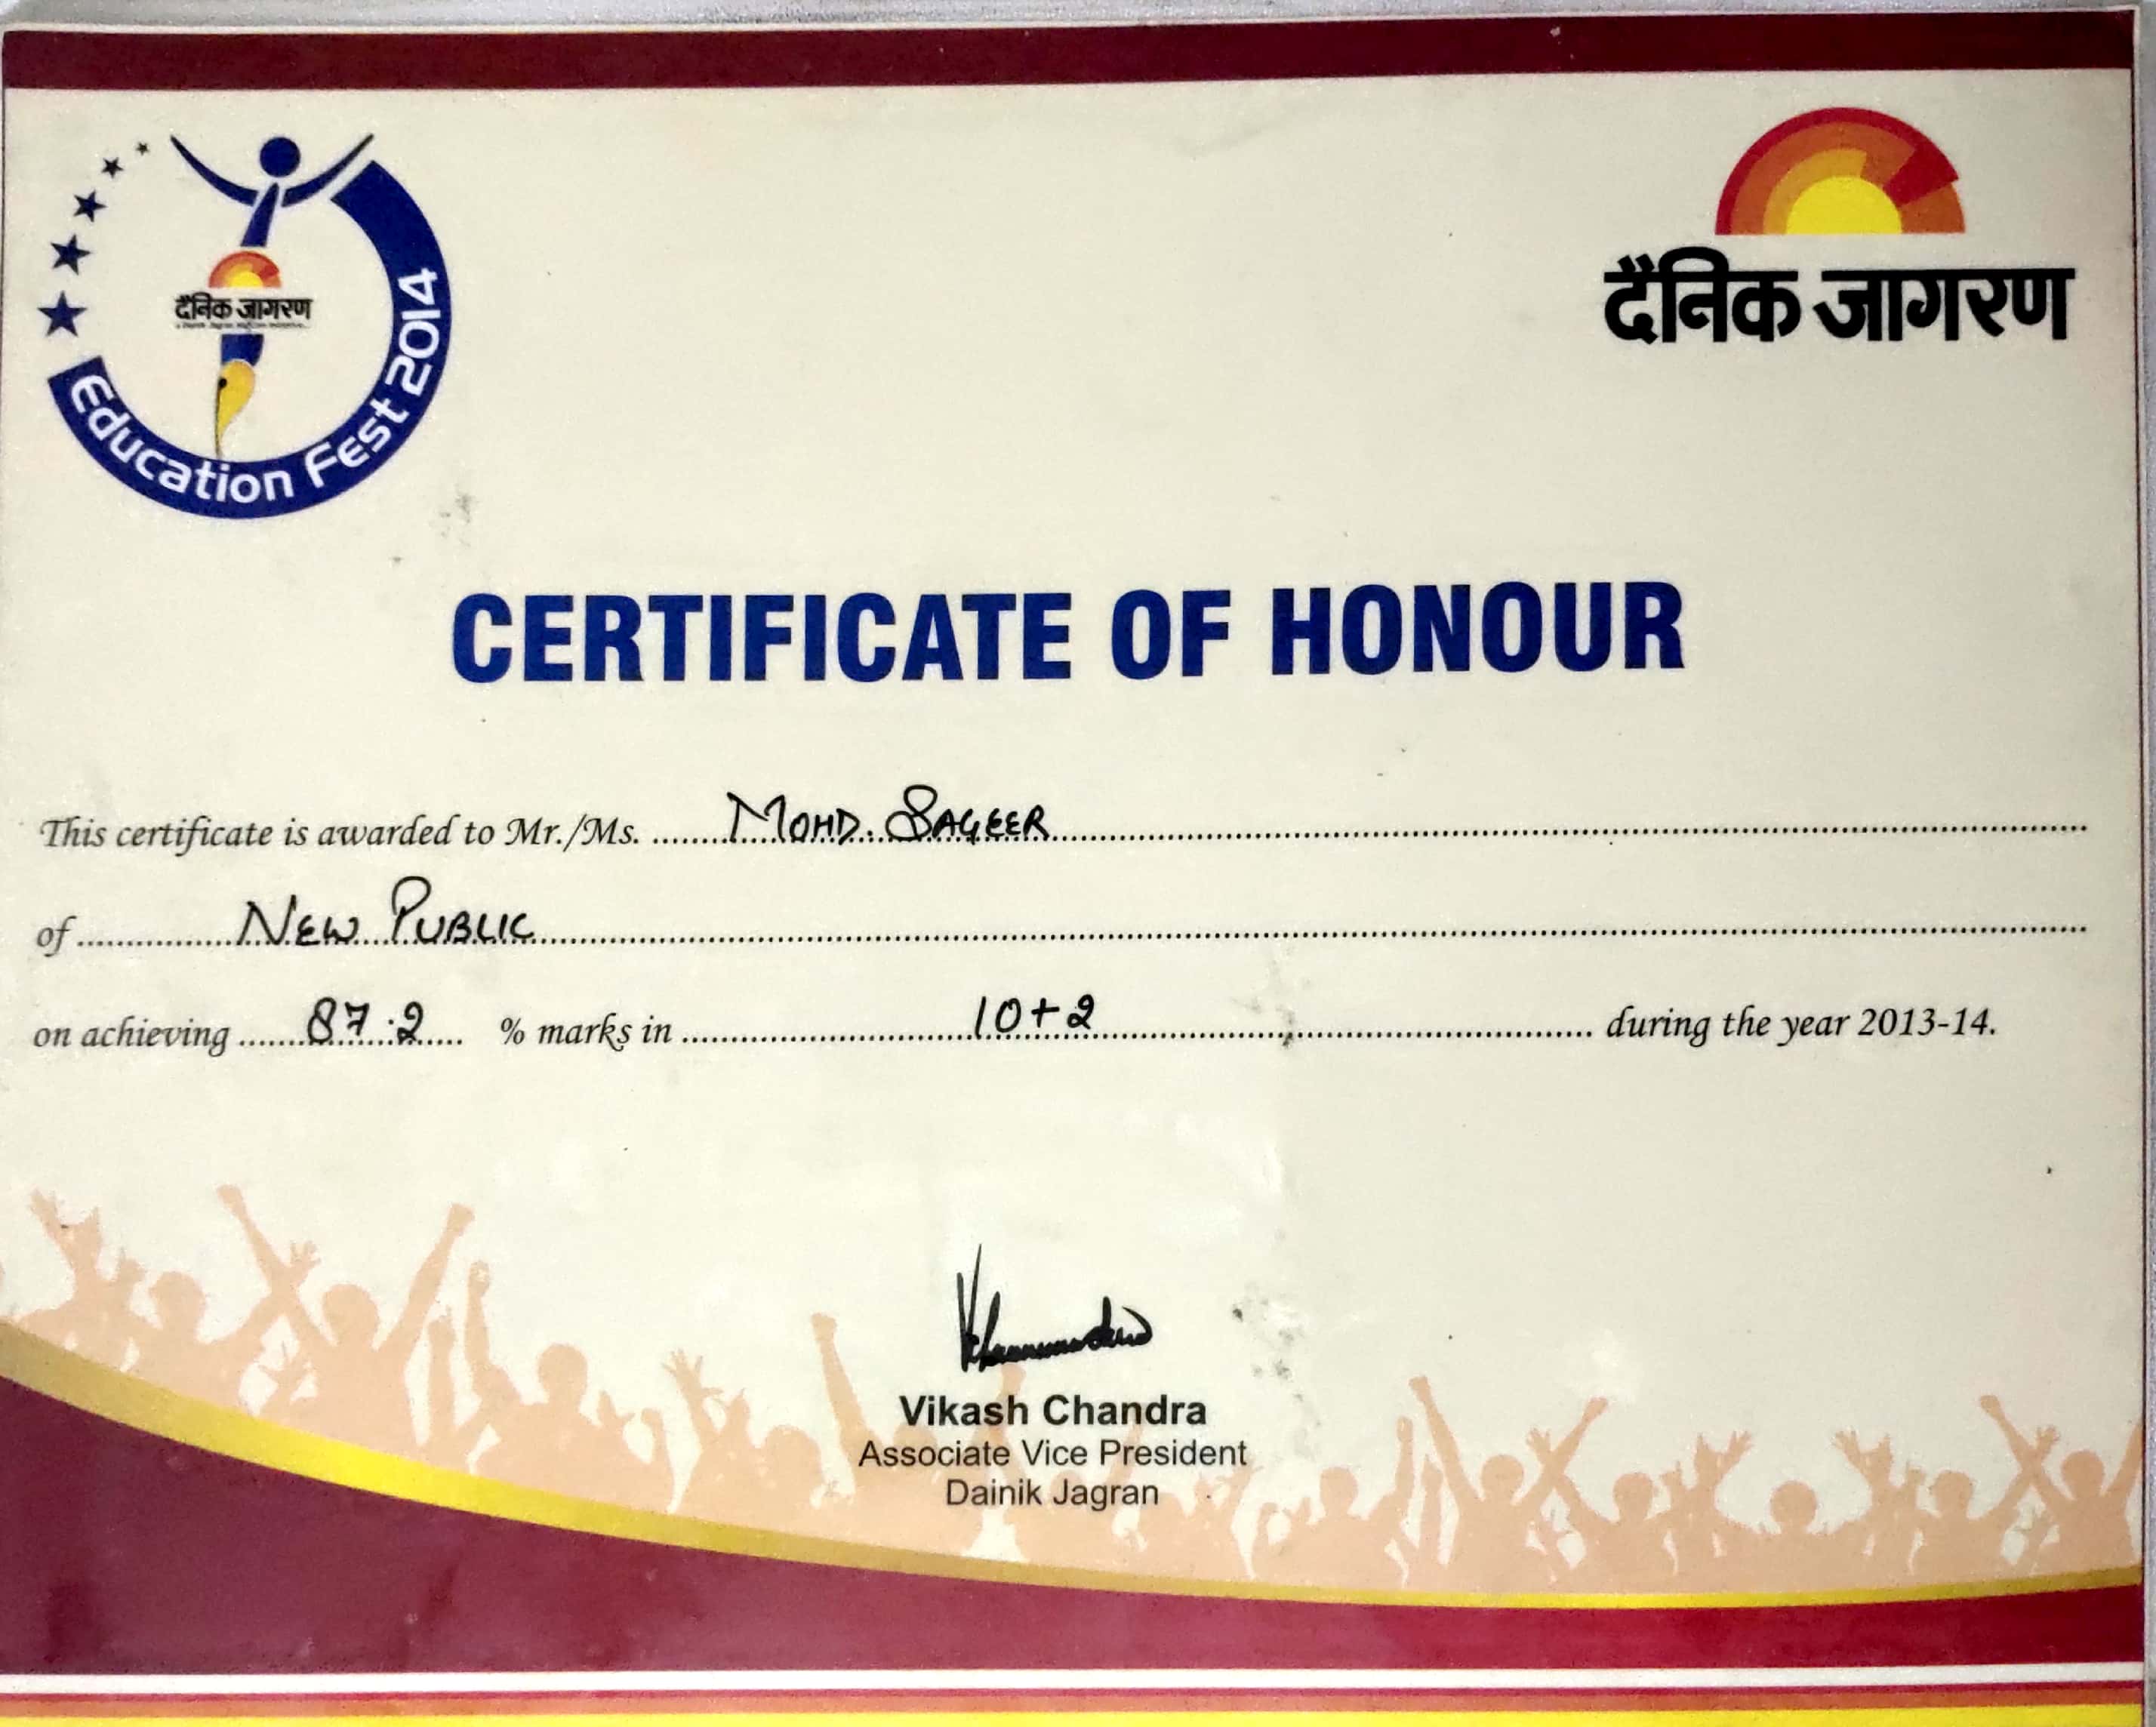 Education Fest 2014
दैनिक जागरण
दैनिक जागरण
CERTIFICATE OF HONOUR
This certificate is awarded to Mr./Ms. MOHD. SAGEER
of NEW PUBLIC
on achieving 87.2 % marks in 10+2 during the year 2013-14.
Vikash Chandra
Associate Vice President
Dainik Jagran